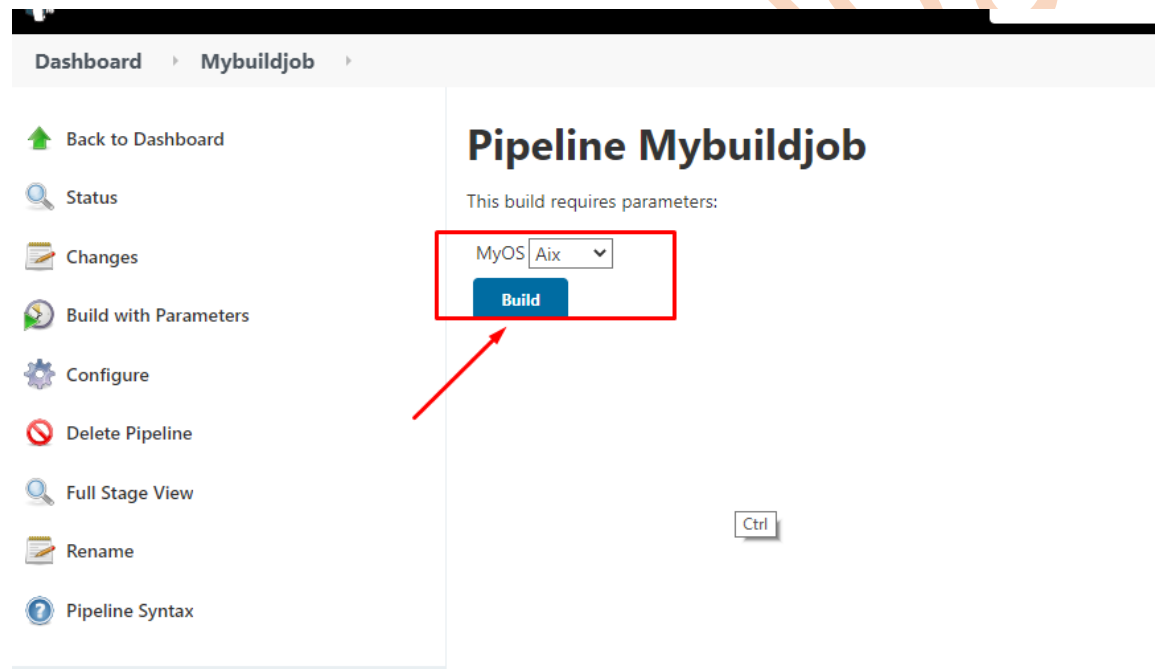 Dashboard Mybuildjob
Back to Dashboard
Status
Changes
Build with Parameters
Configure
Delete Pipeline
Full Stage View
Rename
Pipeline Syntax
Pipeline Mybuildjob
This build requires parameters:
MyOS Aix
Build
Ctrl